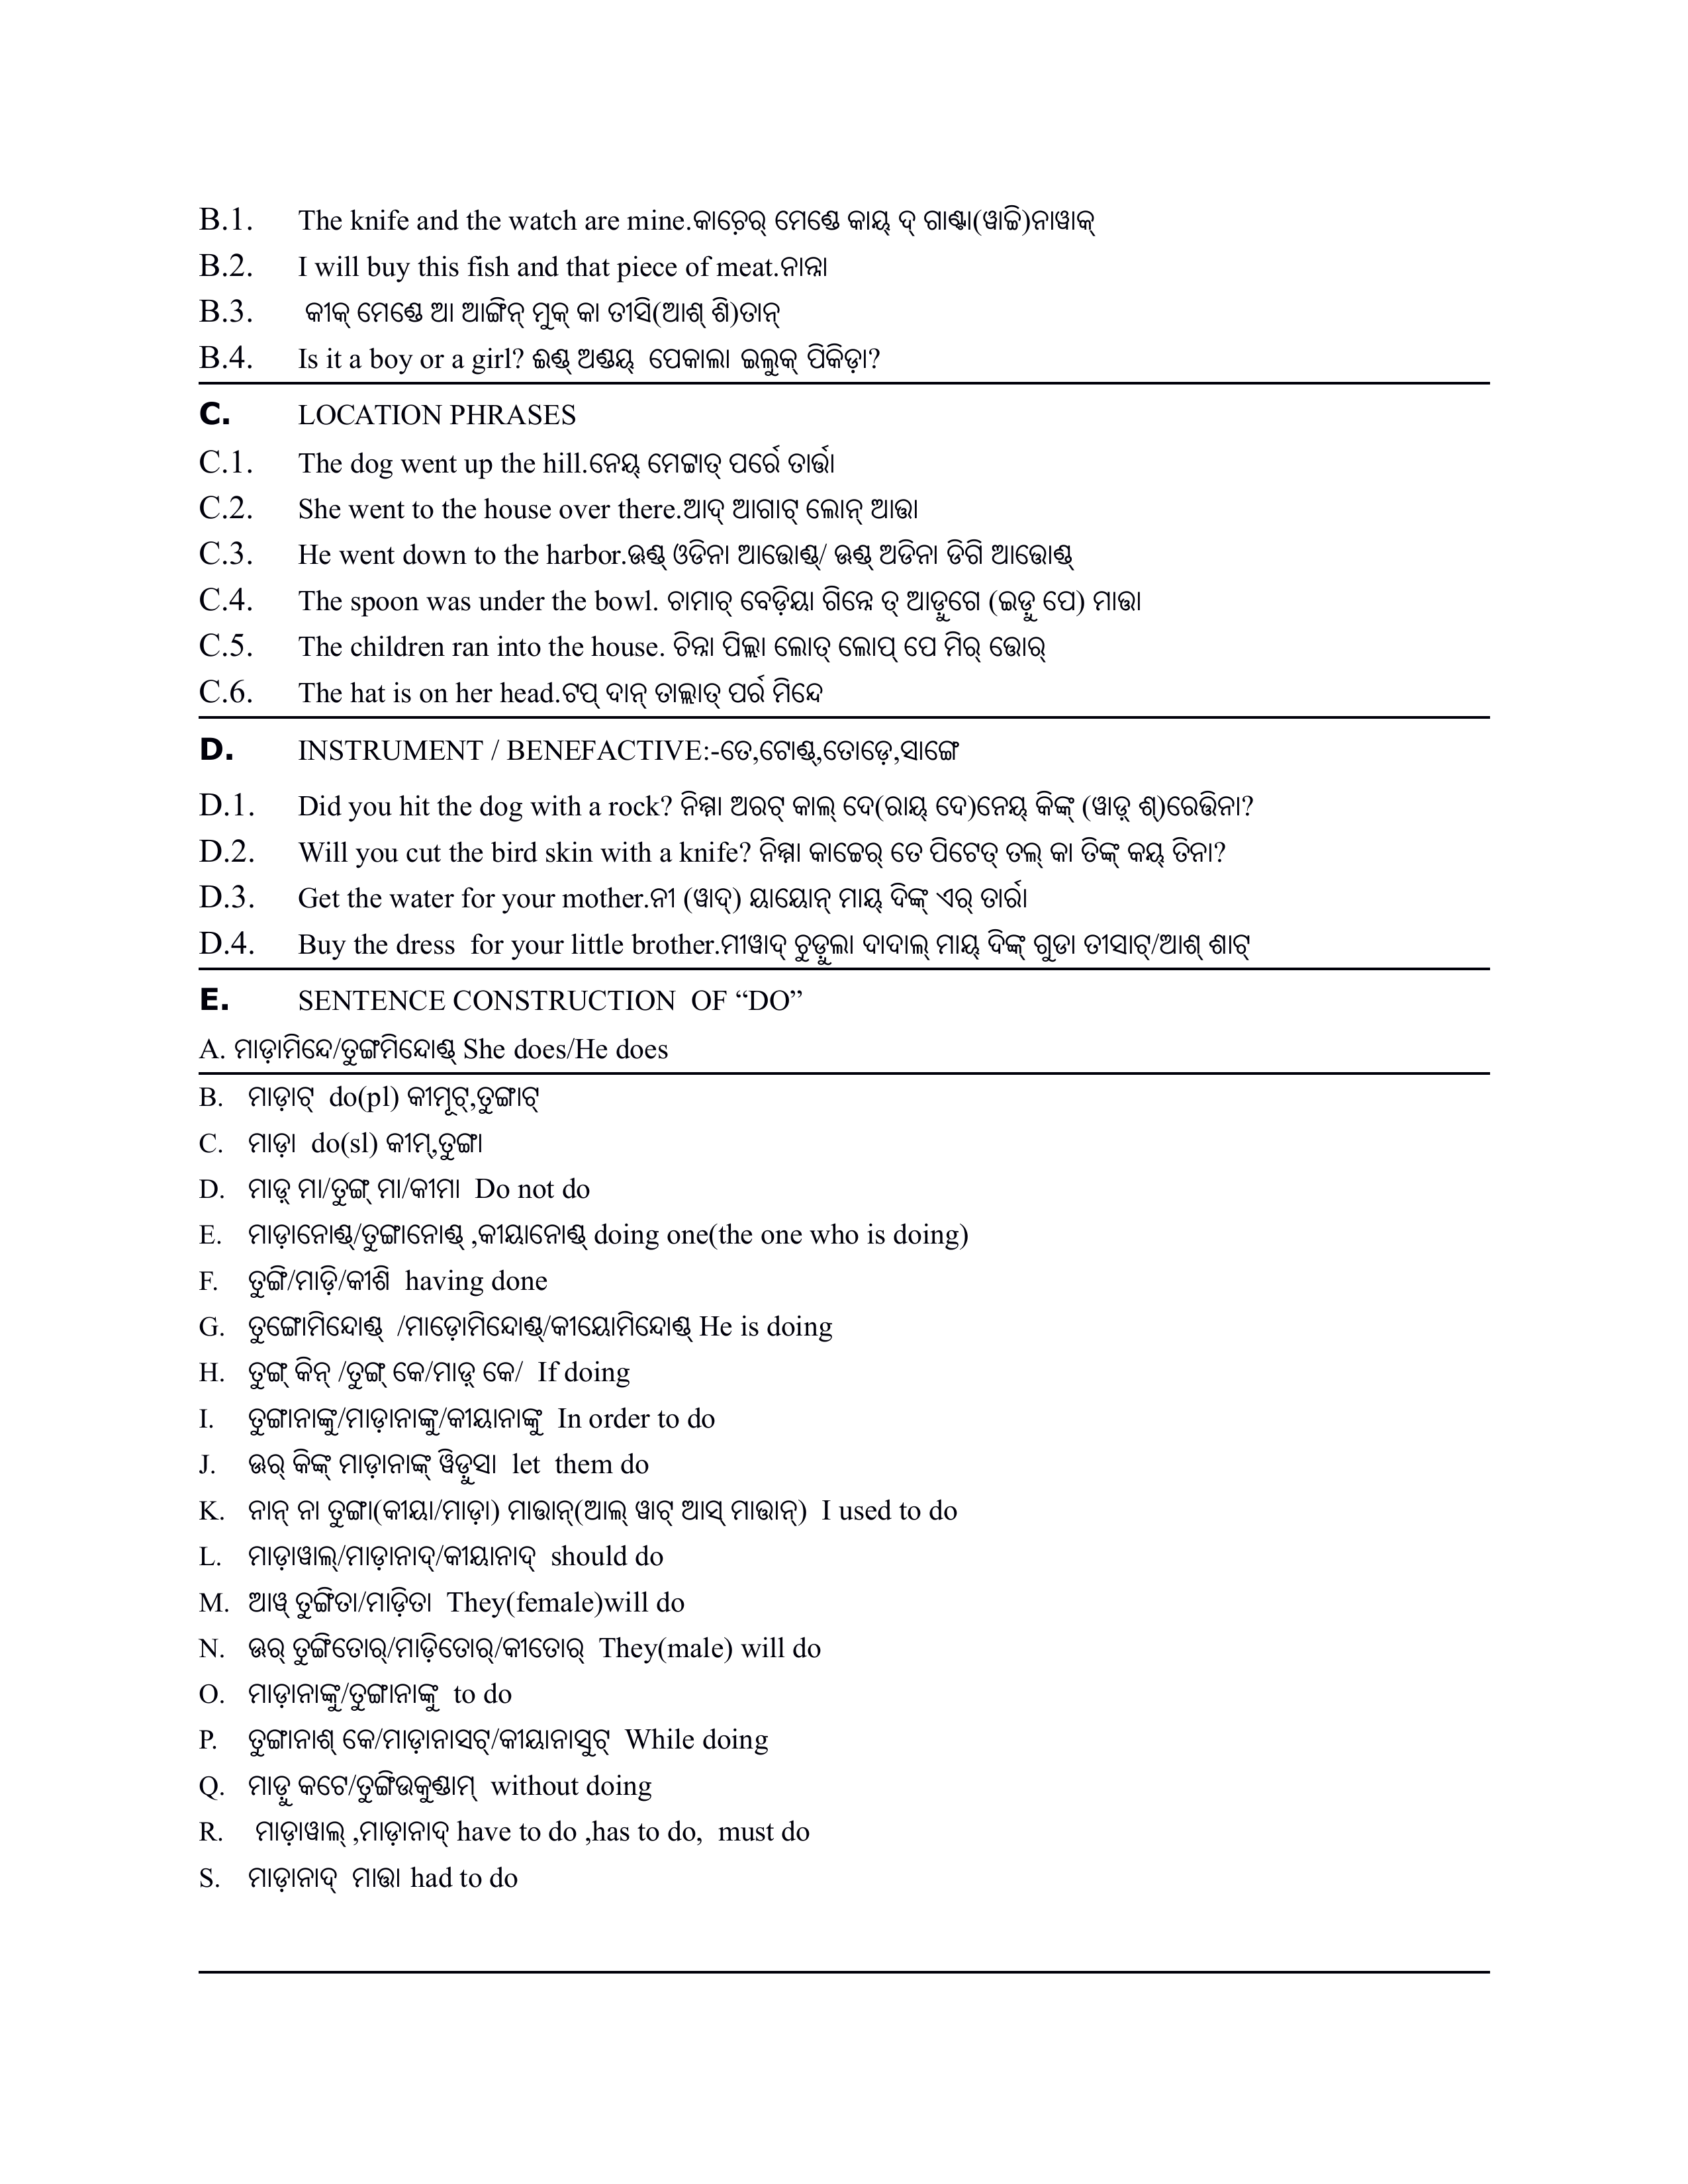 B.1. The knife and the watch are mine.କାଚେ଼ର୍ ମେଣ୍ଡେ କାୟ୍ ଦ୍ ଗାଣ୍ଟା(ୱାଚ୍ଚି)ନାୱାକ୍
B.2. I will buy this fish and that piece of meat.ନାନ୍ନା
B.3. କୀକ୍ ମେଣ୍ଡେ ଆ ଆଙ୍ଗିନ୍ ମୁକ୍ କା ତୀସି(ଆଶ୍ ଶି)ତାନ୍
B.4. Is it a boy or a girl? ଈଣ୍ଡ୍ ଅଣ୍ଡୟ୍ ପେକାଲା ଇଲୁକ୍ ପିକିଡ଼ା?
C. LOCATION PHRASES
C.1. The dog went up the hill.ନେୟ୍ ମେଟ୍ଟାତ୍ ପର୍ରେ ତାର୍ତ୍ତା
C.2. She went to the house over there.ଆଦ୍ ଆଗାଟ୍ ଲୋନ୍ ଆତ୍ତା
C.3. He went down to the harbor.ଊଣ୍ଡ୍ ଓଡିନା ଆତ୍ତୋଣ୍ଡ୍/ ଊଣ୍ଡ୍ ଅଡିନା ଡିଗି ଆତ୍ତୋଣ୍ଡ୍
C.4. The spoon was under the bowl. ଚାମାଚ୍ ବେଡ଼ିୟା ଗିନ୍ନେ ତ୍ ଆଡ଼ୁଗେ (ଇଡ଼ୁ ପେ) ମାତ୍ତା
C.5. The children ran into the house. ଚିନ୍ନା ପିଲ୍ଲା ଲୋତ୍ ଲୋପ୍ ପେ ମିର୍ ତ୍ତୋର୍
C.6. The hat is on her head.ଟପ୍ ଦାନ୍ ତାଲ୍ଲାତ୍ ପର୍ର ମିନ୍ଦେ
D. INSTRUMENT / BENEFACTIVE:-ତେ,ଟୋଣ୍ଡ୍,ତୋଡ଼େ,ସାଙ୍ଗେ
D.1. Did you hit the dog with a rock? ନିମ୍ମା ଅରଟ୍ କାଲ୍ ଦେ(ରାୟ୍ ଦେ)ନେୟ୍ କିଙ୍କ୍ (ୱାଡ଼୍ ଶ୍)ରେତ୍ତିନା?
D.2. Will you cut the bird skin with a knife? ନିମ୍ମା କାଚ୍ଚେର୍ ତେ ପିଟେତ୍ ତଲ୍ କା ତିଙ୍କ୍ କୟ୍ ତିନା?
D.3. Get the water for your mother.ନୀ (ୱାଦ୍) ୟାୟୋନ୍ ମାୟ୍ ଦିଙ୍କ୍ ଏର୍ ତାର୍ରା
D.4. Buy the dress for your little brother.ମୀୱାଦ୍ ଚୁଡ଼ୁଲା ଦାଦାଲ୍ ମାୟ୍ ଦିଙ୍କ୍ ଗୁଡା ତୀସାଟ୍/ଆଶ୍ ଶାଟ୍
E. SENTENCE CONSTRUCTION OF “DO”
A. ମାଡ଼ାମିନ୍ଦେ/ତୁଙ୍ଗମିନ୍ଦୋଣ୍ଡ୍ She does/He does
B. ମାଡ଼ାଟ୍ do(pl) କୀମୂଟ୍,ତୁଙ୍ଗାଟ୍
C. ମାଡ଼ା do(sl) କୀମ୍,ତୁଙ୍ଗା
D. ମାଡ଼୍ ମା/ତୁଙ୍ଗ୍ ମା/କୀମା Do not do
E. ମାଡ଼ାନୋଣ୍ଡ୍/ତୁଙ୍ଗାନୋଣ୍ଡ୍ ,କୀୟାନୋଣ୍ଡ୍ doing one(the one who is doing)
F. ତୁଙ୍ଗି/ମାଡ଼ି/କୀଶି having done
G. ତୁଙ୍ଗୋମିନ୍ଦୋଣ୍ଡ୍ /ମାଡ଼ୋମିନ୍ଦୋଣ୍ଡ୍/କୀୟୋମିନ୍ଦୋଣ୍ଡ୍ He is doing
H. ତୁଙ୍ଗ୍ କିନ୍ /ତୁଙ୍ଗ୍ କେ/ମାଡ଼୍ କେ/ If doing
I. ତୁଙ୍ଗାନାଙ୍କୁ/ମାଡ଼ାନାଙ୍କୁ/କୀୟାନାଙ୍କୁ In order to do
J. ଊର୍ କିଙ୍କ୍ ମାଡ଼ାନାଙ୍କ୍ ୱିଡ଼ୁସା let them do
K. ନାନ୍ ନା ତୁଙ୍ଗା(କୀୟା/ମାଡ଼ା) ମାତ୍ତାନ୍(ଆଲ୍ ୱାଟ୍ ଆସ୍ ମାତ୍ତାନ୍) I used to do
L. ମାଡ଼ାୱାଲ୍/ମାଡ଼ାନାଦ୍/କୀୟାନାଦ୍ should do
M. ଆୱ୍ ତୁଙ୍ଗିତା/ମାଡ଼ିତା They(female)will do
N. ଊର୍ ତୁଙ୍ଗିତୋର୍/ମାଡ଼ିତୋର୍/କୀତୋର୍ They(male) will do
O. ମାଡ଼ାନାଙ୍କୁ/ତୁଙ୍ଗାନାଙ୍କୁ to do
P. ତୁଙ୍ଗାନାଶ୍ କେ/ମାଡ଼ାନାସଟ୍/କୀୟାନାସୁଟ୍ While doing
Q. ମାଡ଼ୁ କଟେ/ତୁଙ୍ଗିଉକୁଣ୍ଡାମ୍ without doing
R. ମାଡ଼ାୱାଲ୍ ,ମାଡ଼ାନାଦ୍ have to do ,has to do, must do
S. ମାଡ଼ାନାଦ୍ ମାତ୍ତା had to do